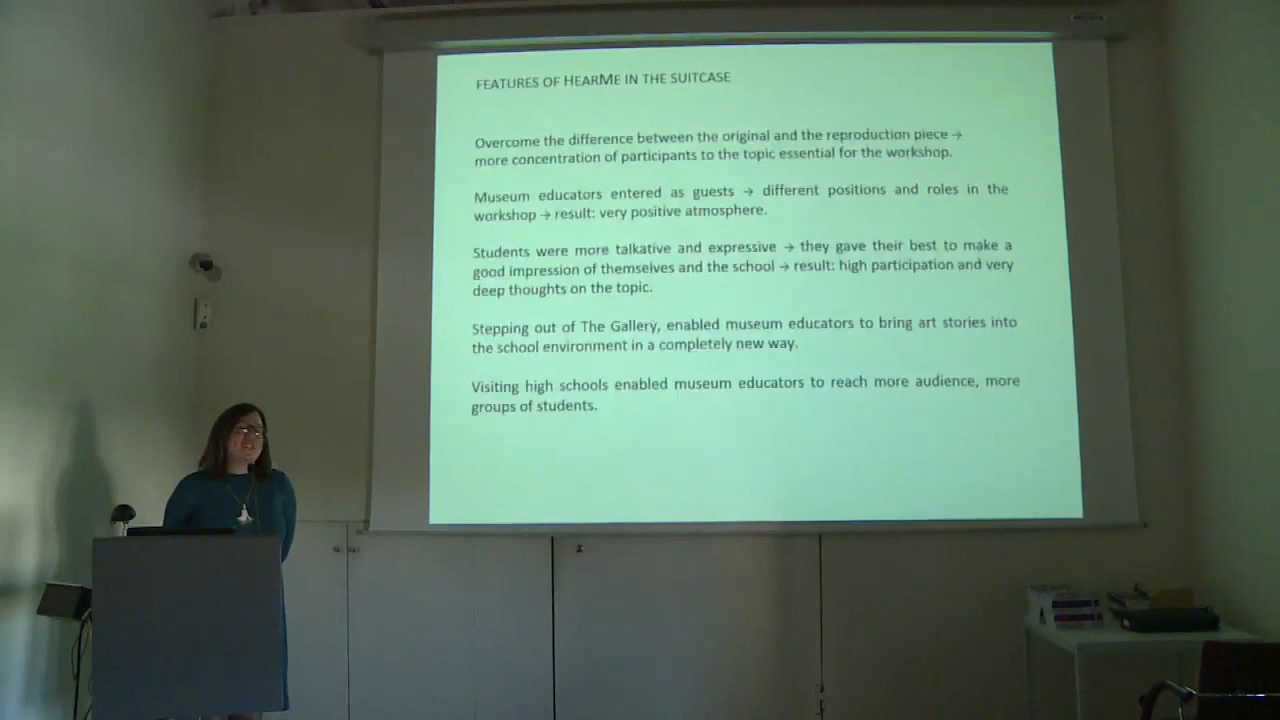 FEATURES OF HEARME IN THE SUITCASE
Overcome the difference between the original and the reproduction piece →
more concentration of participants to the topic essential for the workshop.
Museum educators entered as guests → different positions and roles in the
workshop → result: very positive atmosphere.
Students were more talkative and expressive → they gave their best to make a
good impression of themselves and the school → result: high participation and very
deep thoughts on the topic.
Stepping out of The Gallery, enabled museum educators to bring art stories into
the school environment in a completely new way.
Visiting high schools enabled museum educators to reach more audience, more
groups of students.